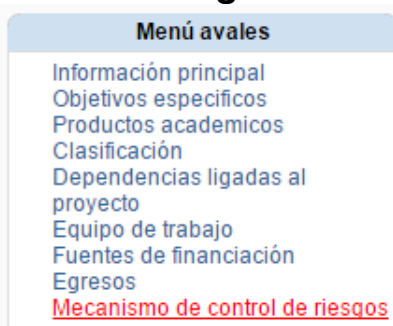 Menú avales
Información principal
Objetivos especificos
Productos academicos
Clasificación
Dependencias ligadas al
proyecto
Equipo de trabajo
Fuentes de financiación
Egresos
Mecanismo de control de riesgos